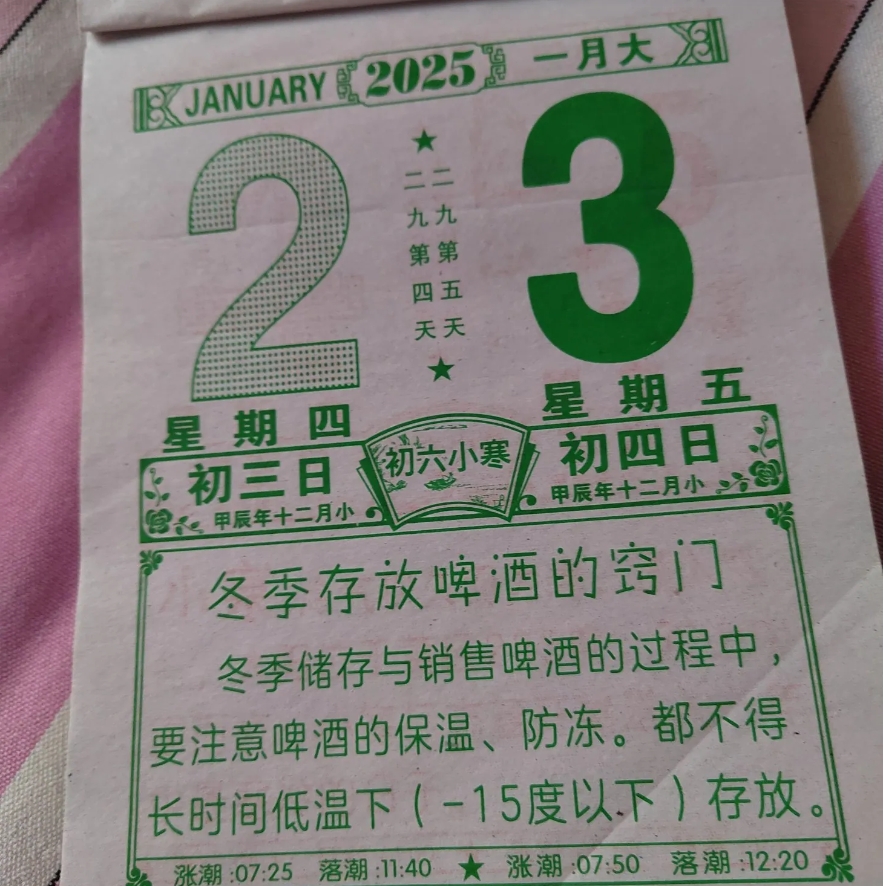 JANUARY 2025 一月大
2 3
二九第四天
二九第五天
星期四
星期五
初三日
甲辰年十二月小
初六小寒
初四日
甲辰年十二月小
冬季存放啤酒的窍门
冬季储存与销售啤酒的过程中，
要注意啤酒的保温、防冻。都不得
长时间低温下（-15度以下）存放。
涨潮:07:25 落潮:11:40 ★ 涨潮:07:50 落潮:12:20